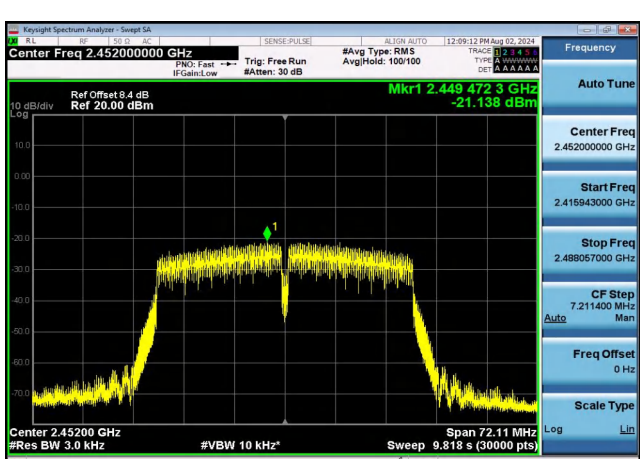 Keysight Spectrum Analyzer - Swept SA
RL RF 50 Ω AC SENSE:PULSE ALIGN AUTO 12:09:12 PM Aug 02, 2024
Center Freq 2.452000000 GHz
PNO: Fast
IFGain:Low
Trig: Free Run
#Atten: 30 dB
#Avg Type: RMS
Avg|Hold: 100/100
TRACE 1 2 3 4 5 6
TYPE A WWWWW
DET A A A A A A
Frequency
Ref Offset 8.4 dB
10 dB/div Ref 20.00 dBm
Log
Mkr1 2.449 472 3 GHz
-21.138 dBm
Auto Tune
10.0
0.00
-10.0
-20.0
-30.0
-40.0
-50.0
-60.0
-70.0
1
Center Freq
2.452000000 GHz
Start Freq
2.415943000 GHz
Stop Freq
2.488057000 GHz
CF Step
7.211400 MHz
Auto Man
Freq Offset
0 Hz
Scale Type
Log Lin
Center 2.45200 GHz Span 72.11 MHz
#Res BW 3.0 kHz #VBW 10 kHz* Sweep 9.818 s (30000 pts)